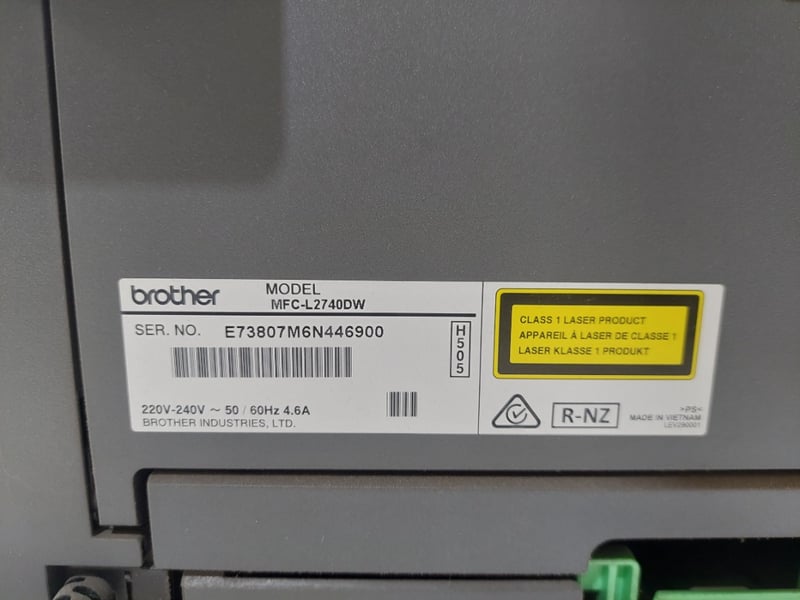 brother
MODEL
MFC-L2740DW
SER. NO. E73807M6N446900
H505
220V-240V ~ 50 / 60Hz 4.6A
BROTHER INDUSTRIES, LTD.
CLASS 1 LASER PRODUCT
APPAREIL À LASER DE CLASSE 1
LASER KLASSE 1 PRODUKT
R-NZ
>PS<
MADE IN VIETNAM